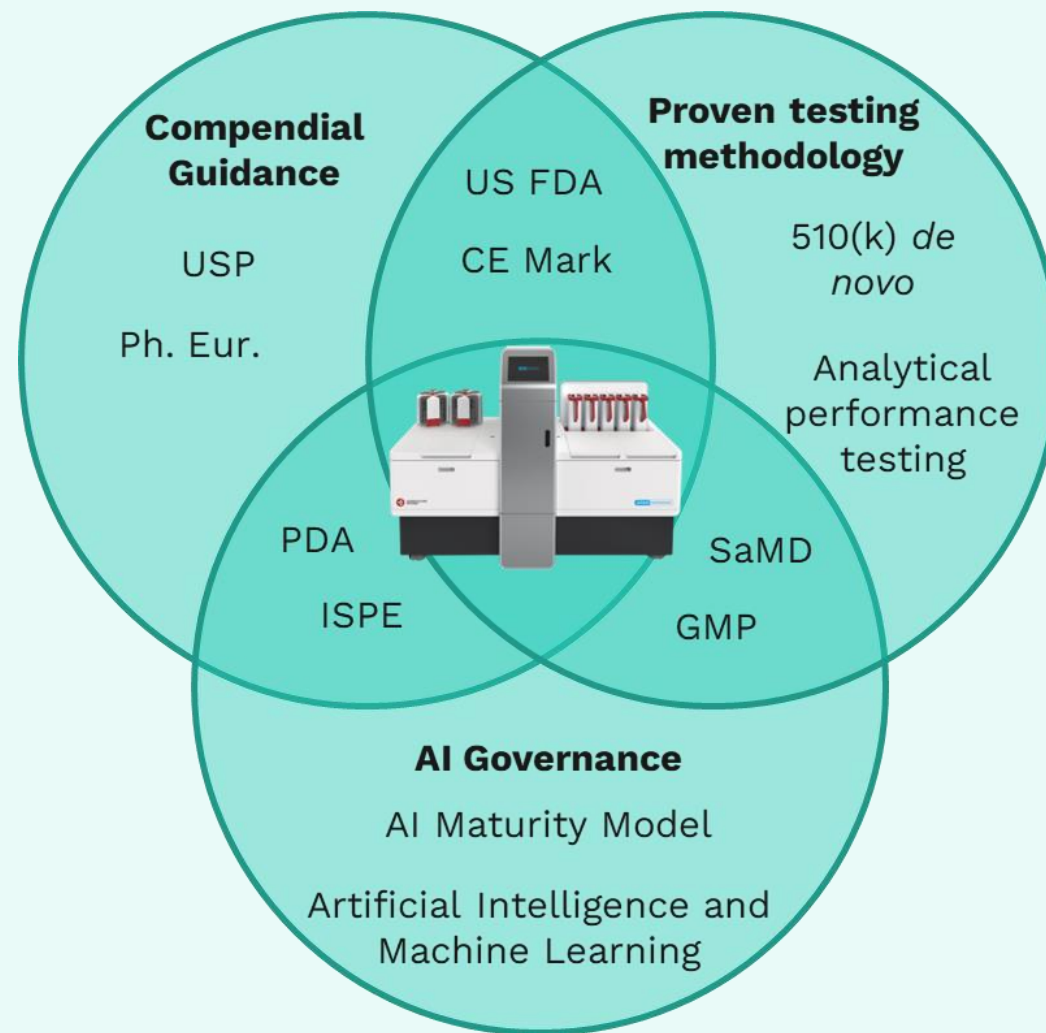 Compendial
Guidance
USP
Ph. Eur.
US FDA
CE Mark
Proven testing
methodology
510(k) de
novo
Analytical
performance
testing
PDA
ISPE
SaMD
GMP
AI Governance
AI Maturity Model
Artificial Intelligence and
Machine Learning